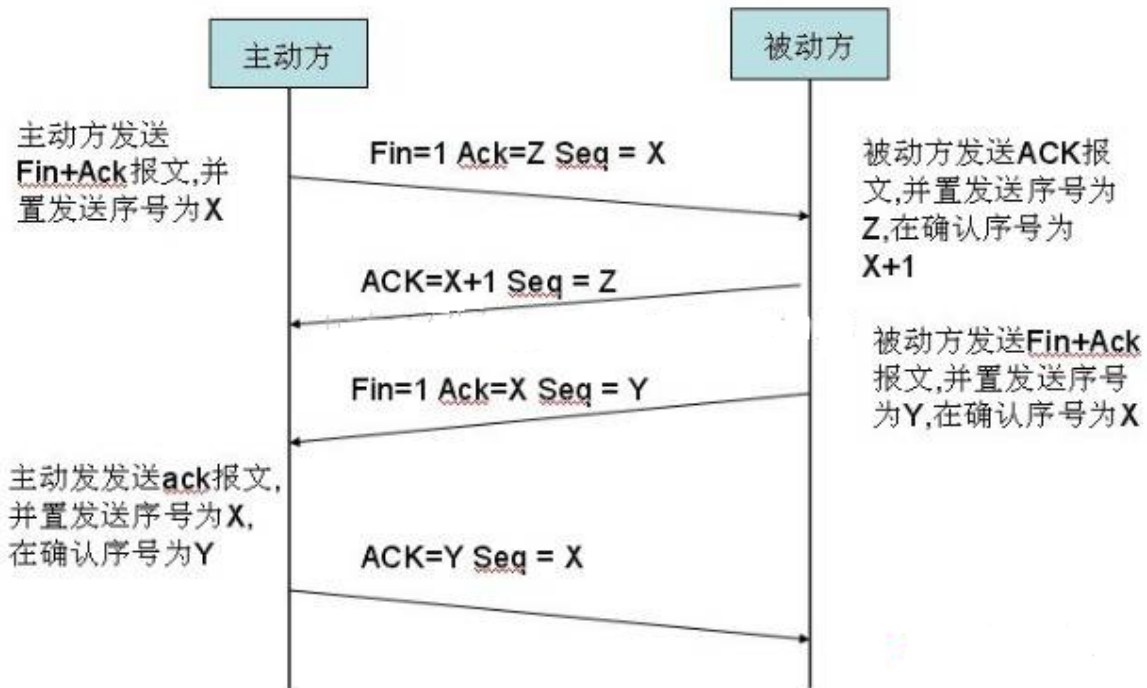 主动方
被动方
主动方发送
Fin+Ack报文,并
置发送序号为X
Fin=1 Ack=Z Seq = X
被动方发送ACK报
文,并置发送序号为
Z,在确认序号为
X+1
ACK=X+1 Seq = Z
被动方发送Fin+Ack
报文,并置发送序号
为Y,在确认序号为X
Fin=1 Ack=X Seq = Y
主动发发送ack报文,
并置发送序号为X,
在确认序号为Y
ACK=Y Seq = X